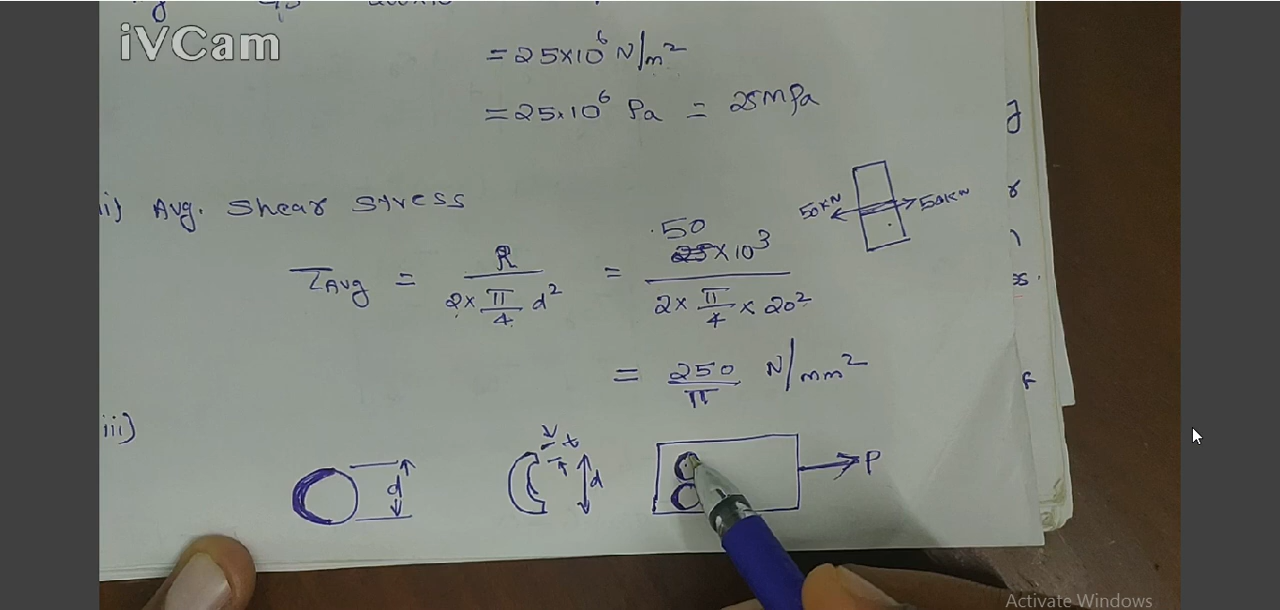 iVCam
= 25×10⁶ N/m²
= 25×10⁶ Pa = 25MPa
ii) Avg. Shear Stress
50KN 50KN
50
τAvg = R / 2×π/4 d² = 25×10³ / 2×π/4×20²
= 250/π N/mm²
iii)
d t d P
Activate Windows